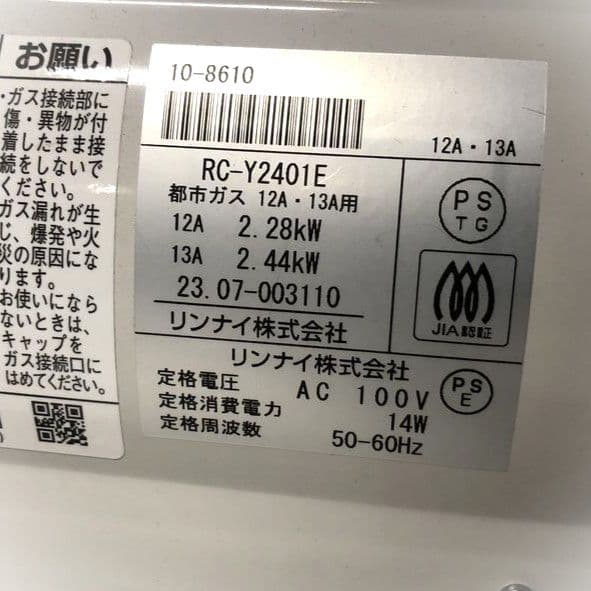 お願い
・ガス接続部に
傷・異物が付
着したまま接
続をしないで
ください。
ガス漏れが生
じ、爆発や火
災の原因にな
ります。
お使いになら
ないときは、
キャップを
ガス接続口に
はめてください。
10-8610
12A・13A
RC-Y2401E
都市ガス 12A・13A用
12A 2.28kW
13A 2.44kW
23.07-003110
リンナイ株式会社
PS
TG
JIA認証
リンナイ株式会社
定格電圧 AC 100V
定格消費電力 14W
定格周波数 50-60Hz
PS
E